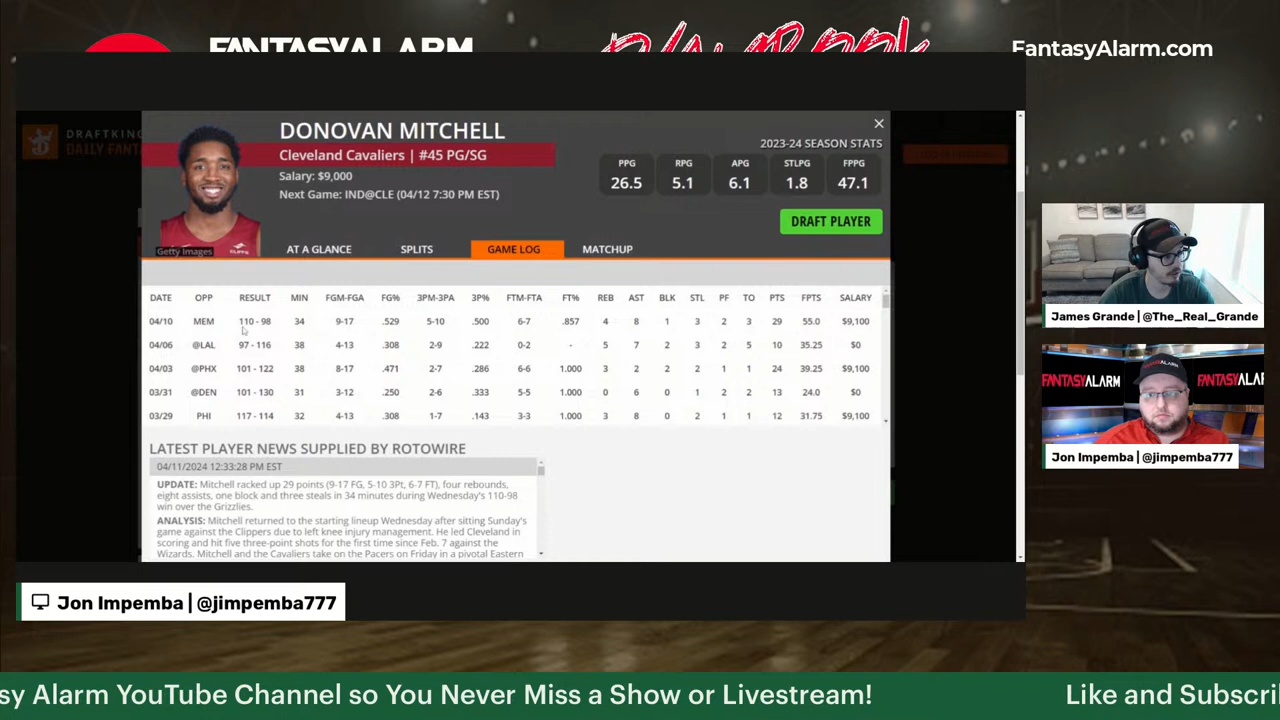 FANTASYALARM
PLAYBOOK
FantasyAlarm.com
DRAFTKIN
DAILY FANT
DONOVAN MITCHELL
Cleveland Cavaliers | #45 PG/SG
Salary: $9,000
Next Game: IND@CLE (04/12 7:30 PM EST)
Getty Images
2023-24 SEASON STATS
PPG RPG APG STLPG FPPG
26.5 5.1 6.1 1.8 47.1
DRAFT PLAYER
AT A GLANCE SPLITS GAME LOG MATCHUP
DATE OPP RESULT MIN FGM-FGA FG% 3PM-3PA 3P% FTM-FTA FT% REB AST BLK STL PF TO PTS FPTS SALARY
04/10 MEM 110 - 98 34 9-17 .529 5-10 .500 6-7 .857 4 8 1 3 2 3 29 55.0 $9,100
04/06 @LAL 97 - 116 38 4-13 .308 2-9 .222 0-2 - 5 7 2 3 2 5 10 35.25 $0
04/03 @PHX 101 - 122 38 8-17 .471 2-7 .286 6-6 1.000 3 2 2 2 1 1 24 39.25 $9,100
03/31 @DEN 101 - 130 31 3-12 .250 2-6 .333 5-5 1.000 0 6 0 1 2 2 13 24.0 $0
03/29 PHI 117 - 114 32 4-13 .308 1-7 .143 3-3 1.000 3 8 0 2 1 1 12 31.75 $9,100
LATEST PLAYER NEWS SUPPLIED BY ROTOWIRE
04/11/2024 12:33:28 PM EST
UPDATE: Mitchell racked up 29 points (9-17 FG, 5-10 3Pt, 6-7 FT), four rebounds,
eight assists, one block and three steals in 34 minutes during Wednesday's 110-98
win over the Grizzlies.
ANALYSIS: Mitchell returned to the starting lineup Wednesday after sitting Sunday's
game against the Clippers due to left knee injury management. He led Cleveland in
scoring and hit five three-point shots for the first time since Feb. 7 against the
Wizards. Mitchell and the Cavaliers take on the Pacers on Friday in a pivotal Eastern
James Grande | @The_Real_Grande
FANTASYALARM
FANTASYALA
Jon Impemba | @jimpemba777
Jon Impemba | @jimpemba777
sy Alarm YouTube Channel so You Never Miss a Show or Livestream!
Like and Subscri